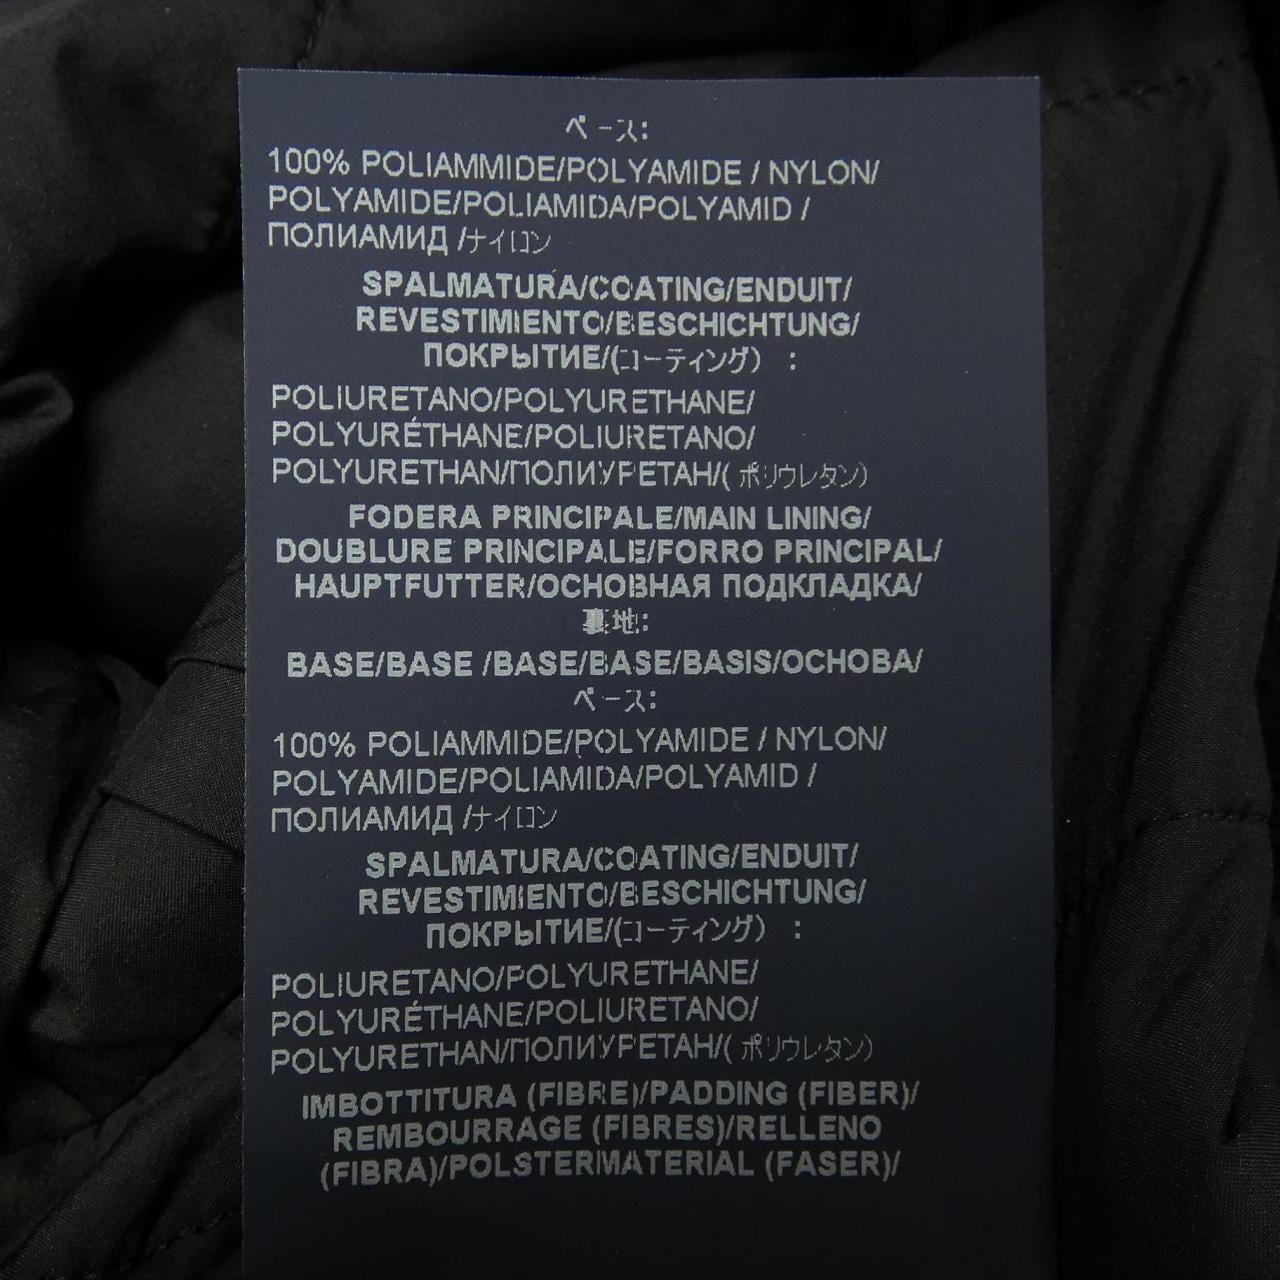 ベース:
100% POLIAMMIDE/POLYAMIDE / NYLON/
POLYAMIDE/POLIAMIDA/POLYAMID /
ПОЛИАМИД /ナイロン
SPALMATURA/COATING/ENDUIT/
REVESTIMIENTO/BESCHICHTUNG/
ПОКРЫТИЕ/(コーティング） :
POLIURETANO/POLYURETHANE/
POLYURÉTHANE/POLIURETANO/
POLYURETHAN/ПОЛИУРЕТАН/( ポリウレタン）
FODERA PRINCIPALE/MAIN LINING/
DOUBLURE PRINCIPALE/FORRO PRINCIPAL/
HAUPTFUTTER/ОСНОВНАЯ ПОДКЛАДКА/
裏地:
BASE/BASE /BASE/BASE/BASIS/ОСНОВА/
ベース:
100% POLIAMMIDE/POLYAMIDE / NYLON/
POLYAMIDE/POLIAMIDA/POLYAMID /
ПОЛИАМИД /ナイロン
SPALMATURA/COATING/ENDUIT/
REVESTIMIENTO/BESCHICHTUNG/
ПОКРЫТИЕ/(コーティング） :
POLIURETANO/POLYURETHANE/
POLYURÉTHANE/POLIURETANO/
POLYURETHAN/ПОЛИУРЕТАН/( ポリウレタン）
IMBOTTITURA (FIBRE)/PADDING (FIBER)/
REMBOURRAGE (FIBRES)/RELLENO
(FIBRA)/POLSTERMATERIAL (FASER)/